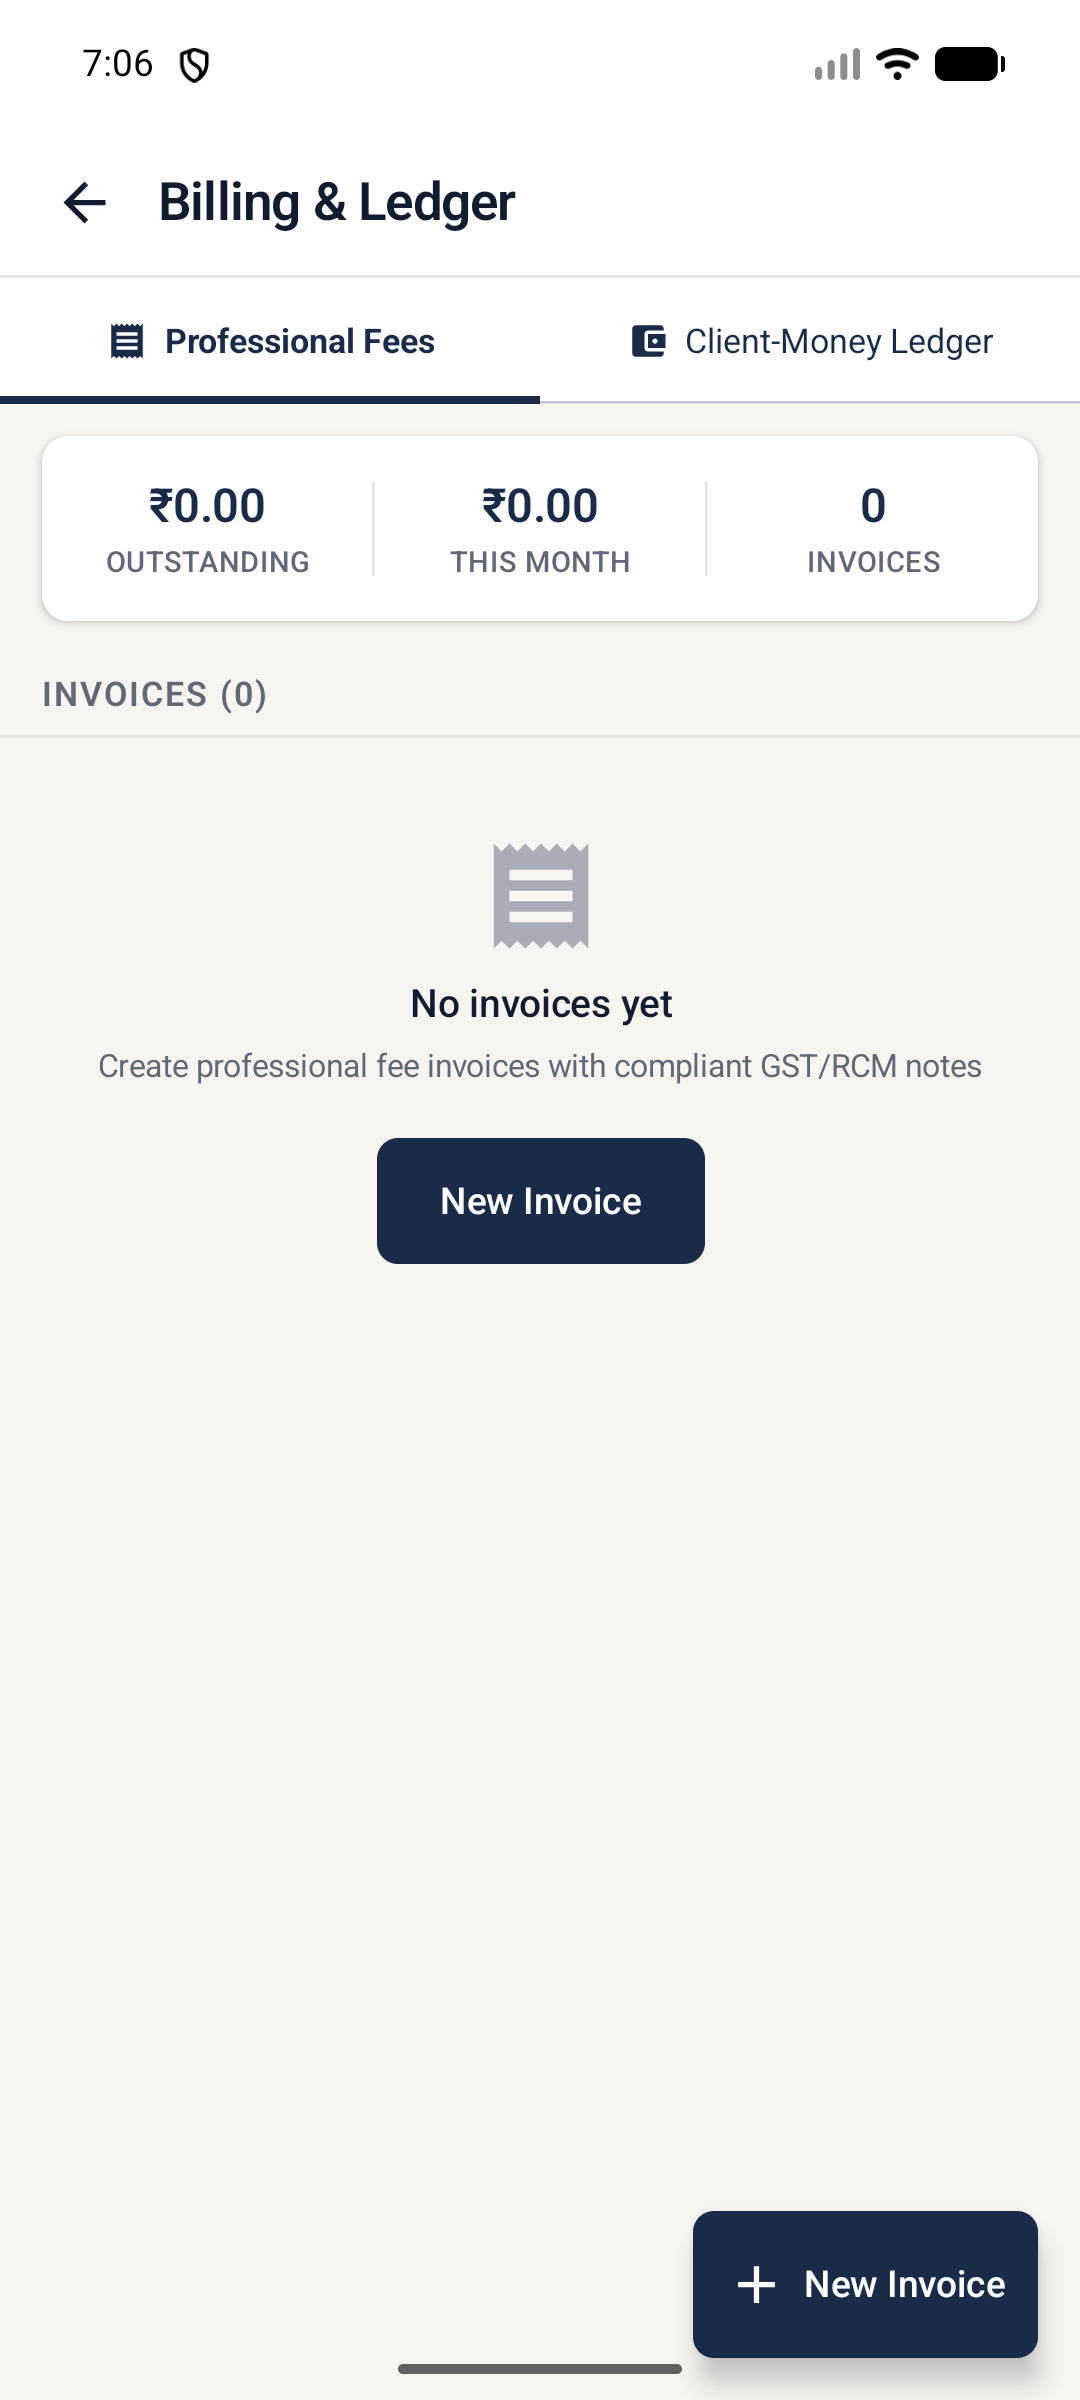 7:06
Billing & Ledger
Professional Fees
Client-Money Ledger
₹0.00
OUTSTANDING
₹0.00
THIS MONTH
0
INVOICES
INVOICES (0)
No invoices yet
Create professional fee invoices with compliant GST/RCM notes
New Invoice
New Invoice